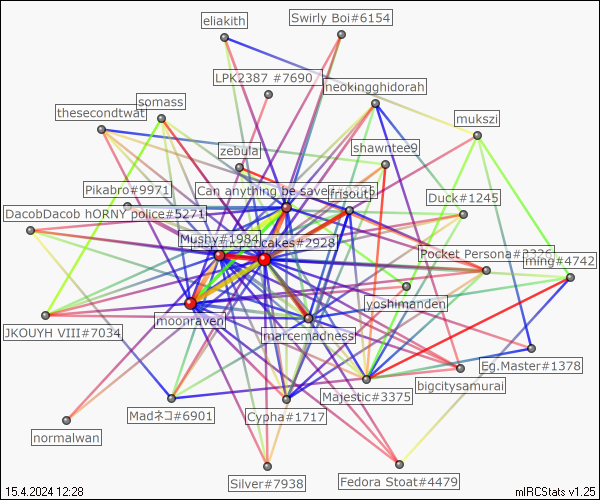 Swirly Boi#6154
eliakith
LPK2387 #7690
neokingghidorah
somass
thesecondtwat
mukszi
shawntee9
zebula
Pikabro#9971
Can anything be save
frisout
Duck#1245
DacobDacob hORNY police#5271
Mushy#1984
cakes#2928
Pocket Persona#
ming#4742
yoshimanden
moonraven
JKOUYH VIII#7034
marcemadness
Eg.Master#1378
bigcitysamurai
Majestic#3375
Madネコ#6901
Cypha#1717
normalwan
Silver#7938
Fedora Stoat#4479
15.4.2024 12:28
mIRCStats v1.25